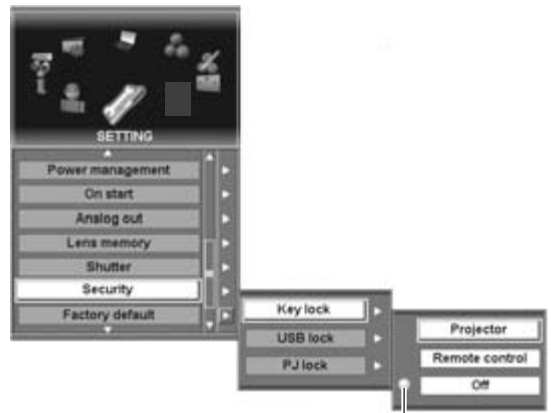 SETTING
Power management
On start
Analog out
Lens memory
Shutter
Security
Factory default
Key lock
USB lock
PJ lock
Projector
Remote control
Off